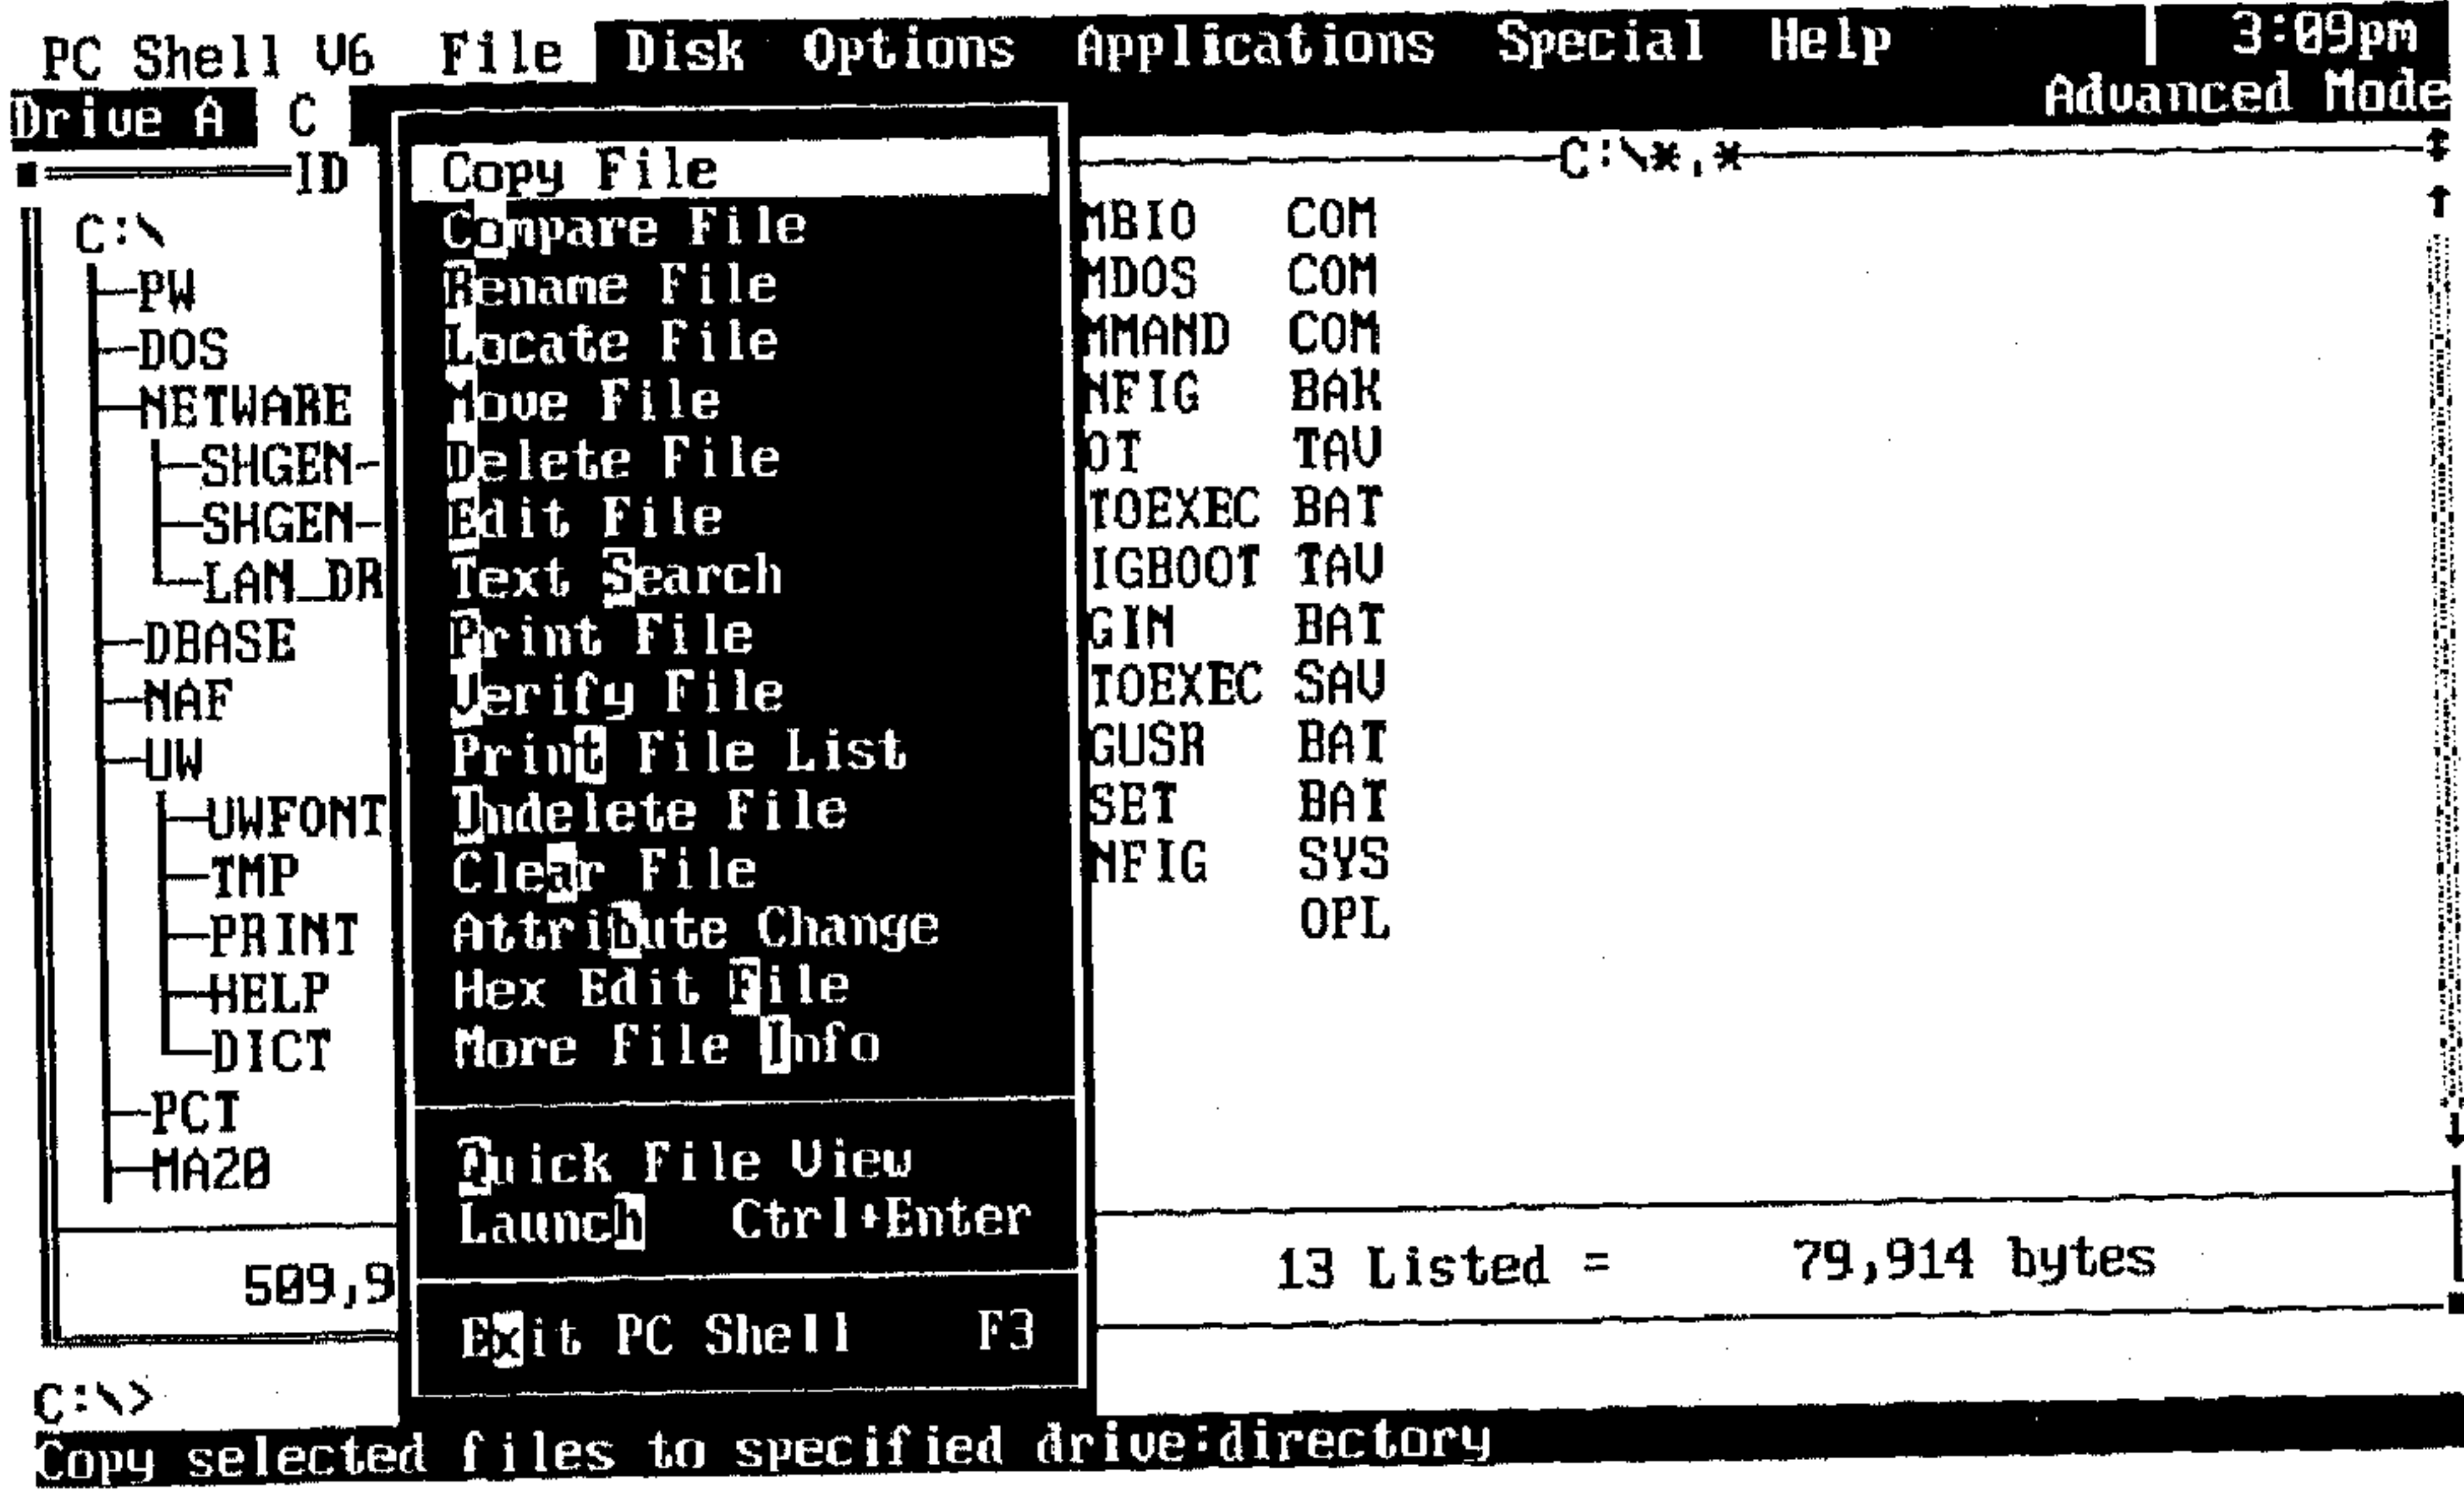 PC Shell V6 File Disk Options Applications Special Help 3:09pm
Drive A C Advanced Mode
ID
C:\*.*
C:\
PW
DOS
NETWARE
SHGEN-
SHGEN-
LAN_DR
DBASE
NAF
UW
UWFONT
TMP
PRINT
HELP
DICT
PCT
MA20
509,9
Copy File
Compare File
Rename File
Locate File
Move File
Delete File
Edit File
Text Search
Print File
Verify File
Print File List
Undelete File
Clear File
Attribute Change
Hex Edit File
More File Info
Quick File View
Launch Ctrl+Enter
Exit PC Shell F3
MBIO COM
MDOS COM
MMAND COM
NFIG BAK
OT TAV
TOEXEC BAT
IGBOOT TAV
GIN BAT
TOEXEC SAV
GUSR BAT
SET BAT
NFIG SYS
OPL
13 Listed = 79,914 bytes
C:\>
Copy selected files to specified drive:directory